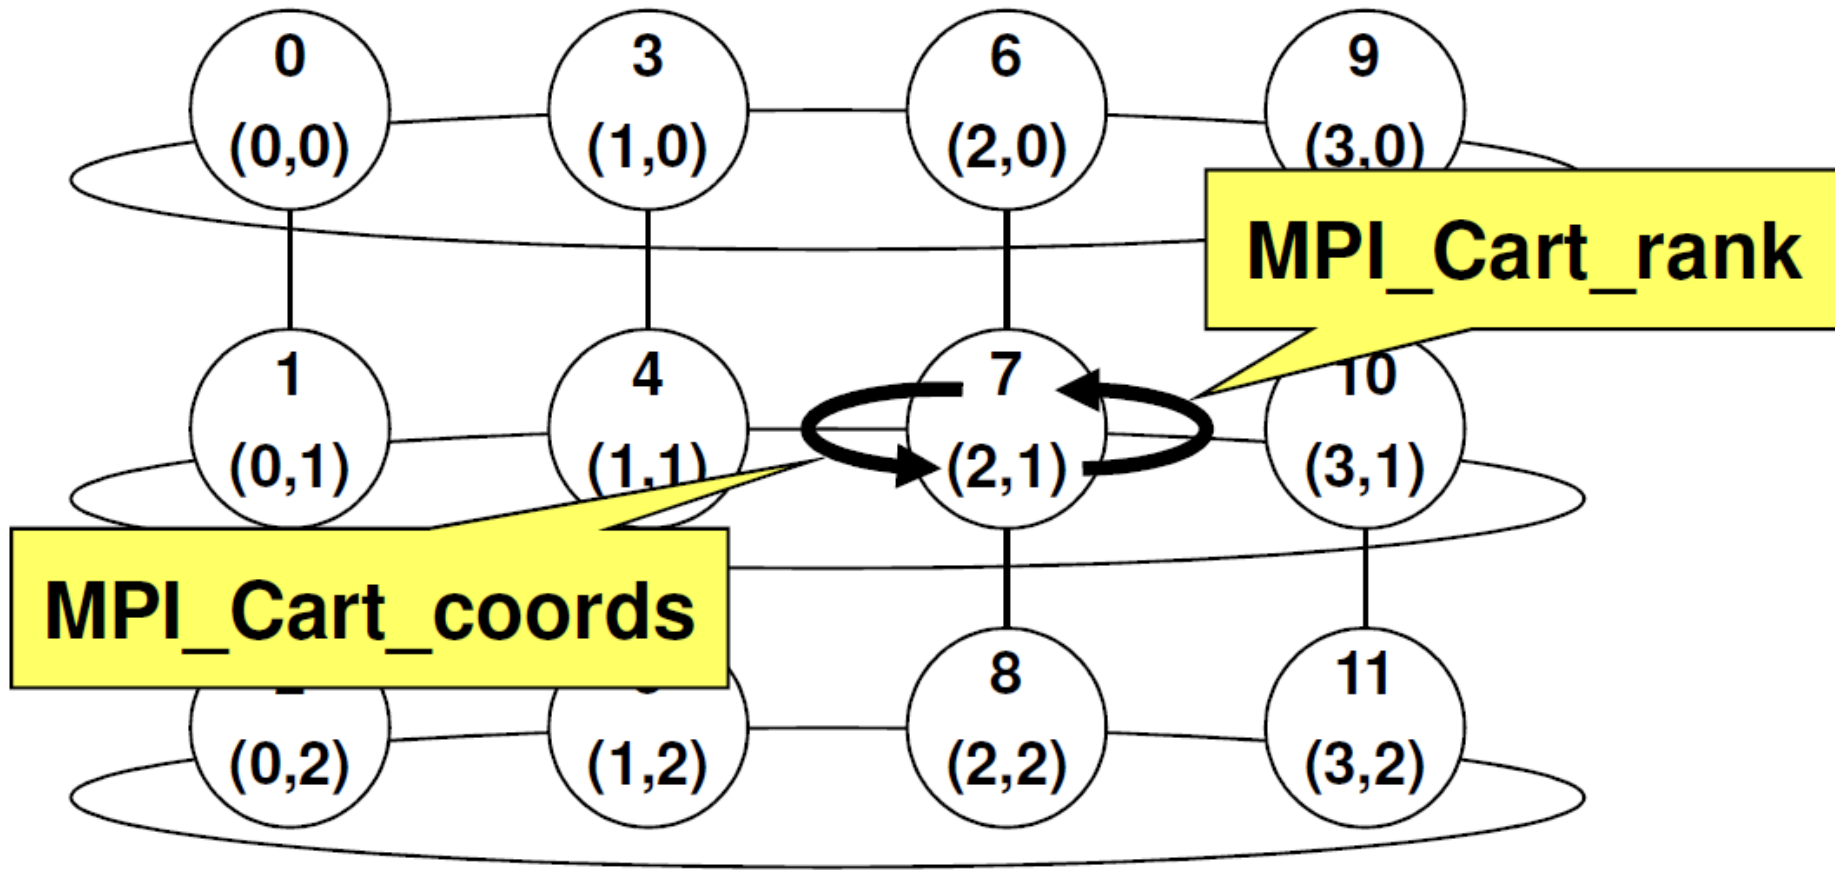 0 3 6 9
(0,0) (1,0) (2,0) (3,0)
MPI_Cart_rank
1 4 7 10
(0,1) (1,1) (2,1) (3,1)
MPI_Cart_coords
8 11
(0,2) (1,2) (2,2) (3,2)